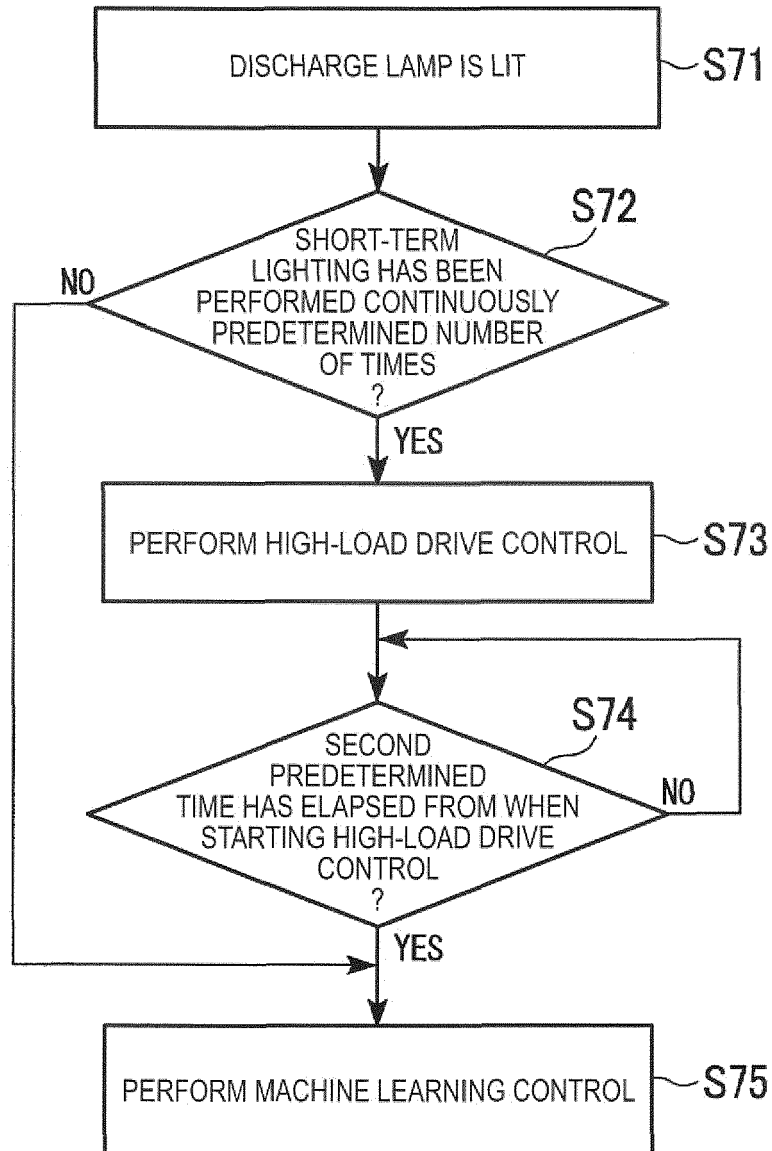 DISCHARGE LAMP IS LIT
S71
S72
SHORT-TERM
LIGHTING HAS BEEN
PERFORMED CONTINUOUSLY
PREDETERMINED NUMBER
OF TIMES
?
NO
YES
PERFORM HIGH-LOAD DRIVE CONTROL
S73
S74
SECOND
PREDETERMINED
TIME HAS ELAPSED FROM WHEN
STARTING HIGH-LOAD DRIVE
CONTROL
?
NO
YES
PERFORM MACHINE LEARNING CONTROL
S75